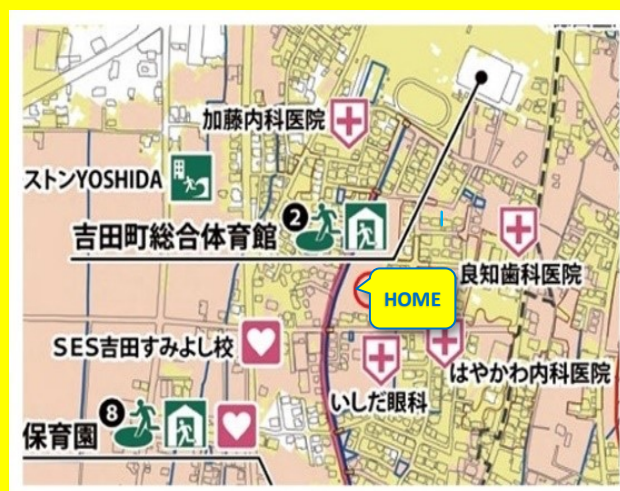 加藤内科医院
ストンYOSHIDA
吉田町総合体育館
2
良知歯科医院
HOME
SES吉田すみよし校
はやかわ内科医院
いしだ眼科
保育園
8